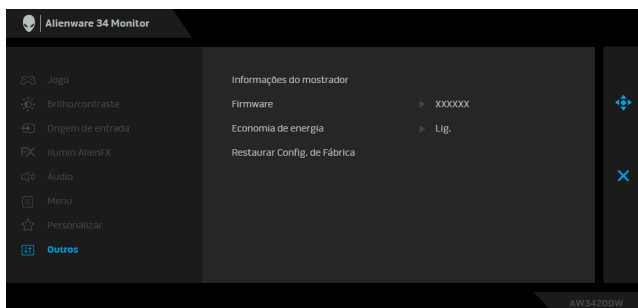 Alienware 34 Monitor
Jogo
Brilho/contraste
Origem de entrada
FX Ilumin AlienFX
Áudio
Menu
Personalizar
Outros
Informações do mostrador
Firmware XXXXXX
Economia de energia Lig.
Restaurar Config. de Fábrica
AW3420DW